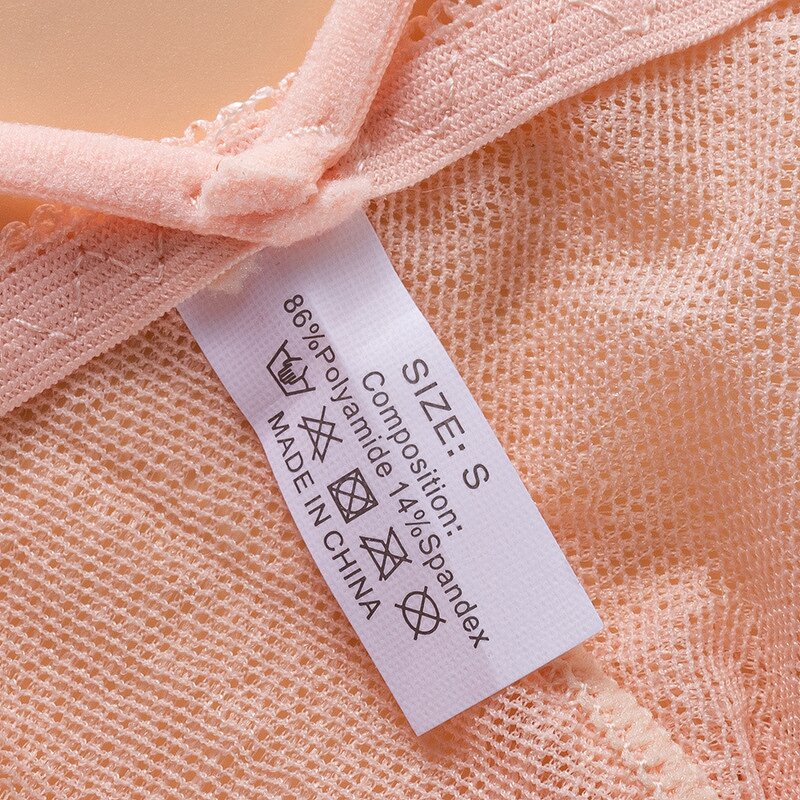 SIZE: S
Composition:
86%Polyamide 14%Spandex
MADE IN CHINA